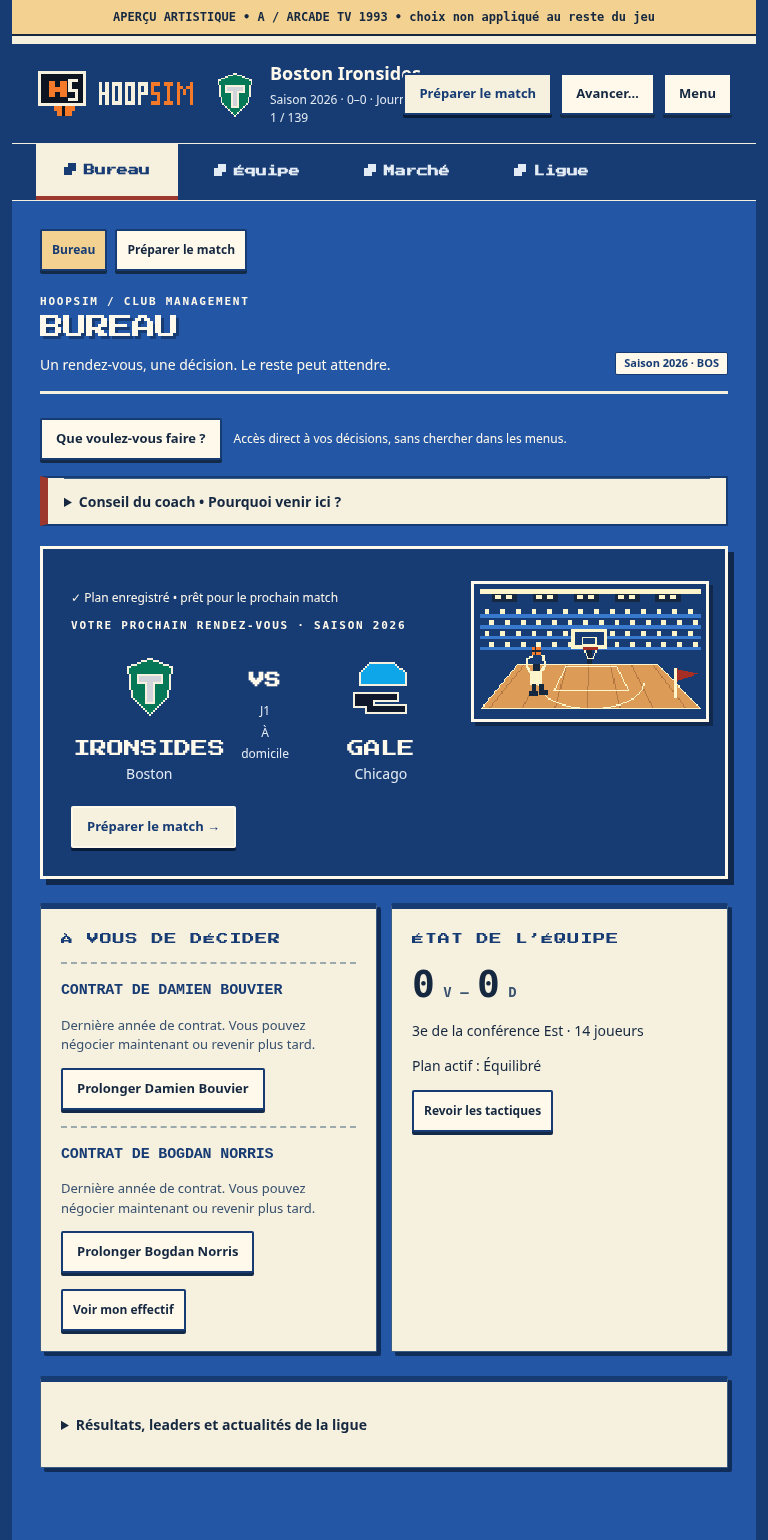 APERÇU ARTISTIQUE • A / ARCADE TV 1993 • choix non appliqué au reste du jeu
HS HOOPSIM
Boston Ironsides
Saison 2026 · 0–0 ·
1 / 139
Préparer le match
Avancer...
Menu
Bureau
Équipe
Marché
Ligue
Bureau
Préparer le match
HOOPSIM / CLUB MANAGEMENT
BUREAU
Un rendez-vous, une décision. Le reste peut attendre.
Saison 2026 · BOS
Que voulez-vous faire ?
Accès direct à vos décisions, sans chercher dans les menus.
Conseil du coach • Pourquoi venir ici ?
✓ Plan enregistré • prêt pour le prochain match
VOTRE PROCHAIN RENDEZ-VOUS · SAISON 2026
T
IRONSIDES
Boston
VS
J1
À
domicile
GALE
Chicago
Préparer le match →
À VOUS DE DÉCIDER
CONTRAT DE DAMIEN BOUVIER
Dernière année de contrat. Vous pouvez
négocier maintenant ou revenir plus tard.
Prolonger Damien Bouvier
CONTRAT DE BOGDAN NORRIS
Dernière année de contrat. Vous pouvez
négocier maintenant ou revenir plus tard.
Prolonger Bogdan Norris
Voir mon effectif
ÉTAT DE L'ÉQUIPE
0 V – 0 D
3e de la conférence Est · 14 joueurs
Plan actif : Équilibré
Revoir les tactiques
Résultats, leaders et actualités de la ligue